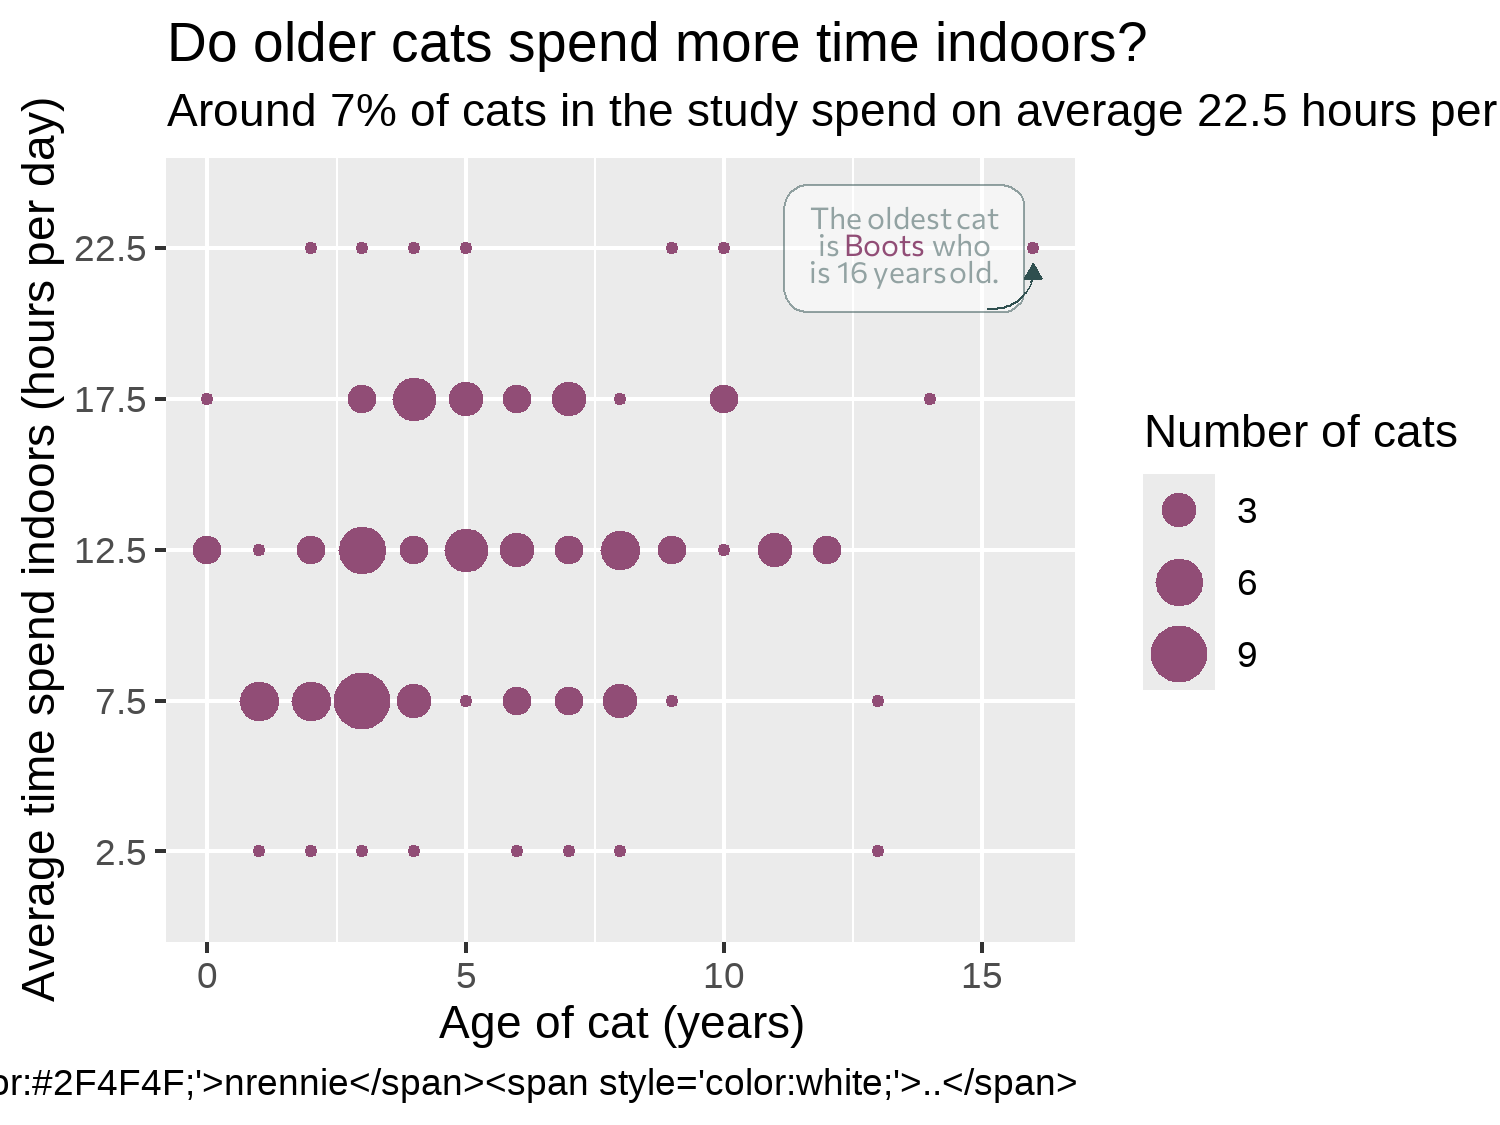 Do older cats spend more time indoors?
Around 7% of cats in the study spend on average 22.5 hours per
Average time spend indoors (hours per day)
22.5
17.5
12.5
7.5
2.5
The oldest cat
is Boots who
is 16 years old.
0 5 10 15
Age of cat (years)
Number of cats
3
6
9
or:#2F4F4F;'>nrennie</span><span style='color:white;'>..</span>